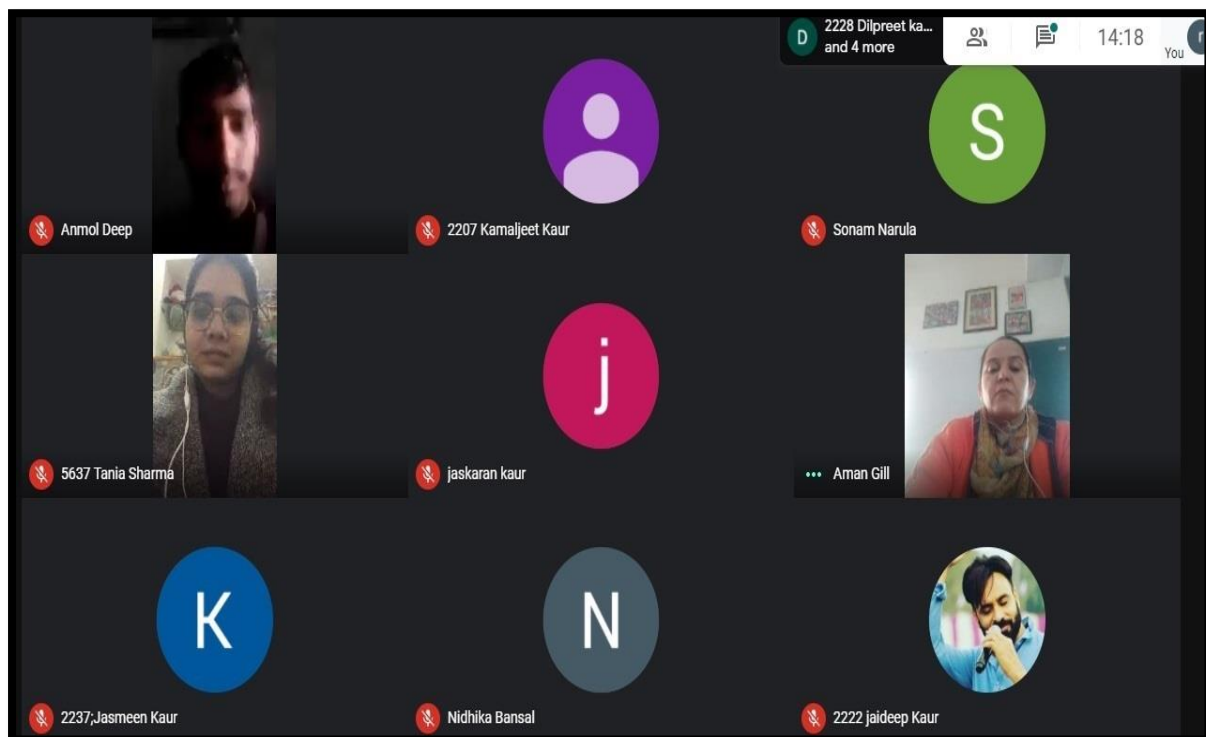 D
2228 Dilpreet ka...
and 4 more
14:18
You
r
S
Anmol Deep
2207 Kamaljeet Kaur
Sonam Narula
j
5637 Tania Sharma
jaskaran kaur
Aman Gill
K
N
2237;Jasmeen Kaur
Nidhika Bansal
2222 jaideep Kaur